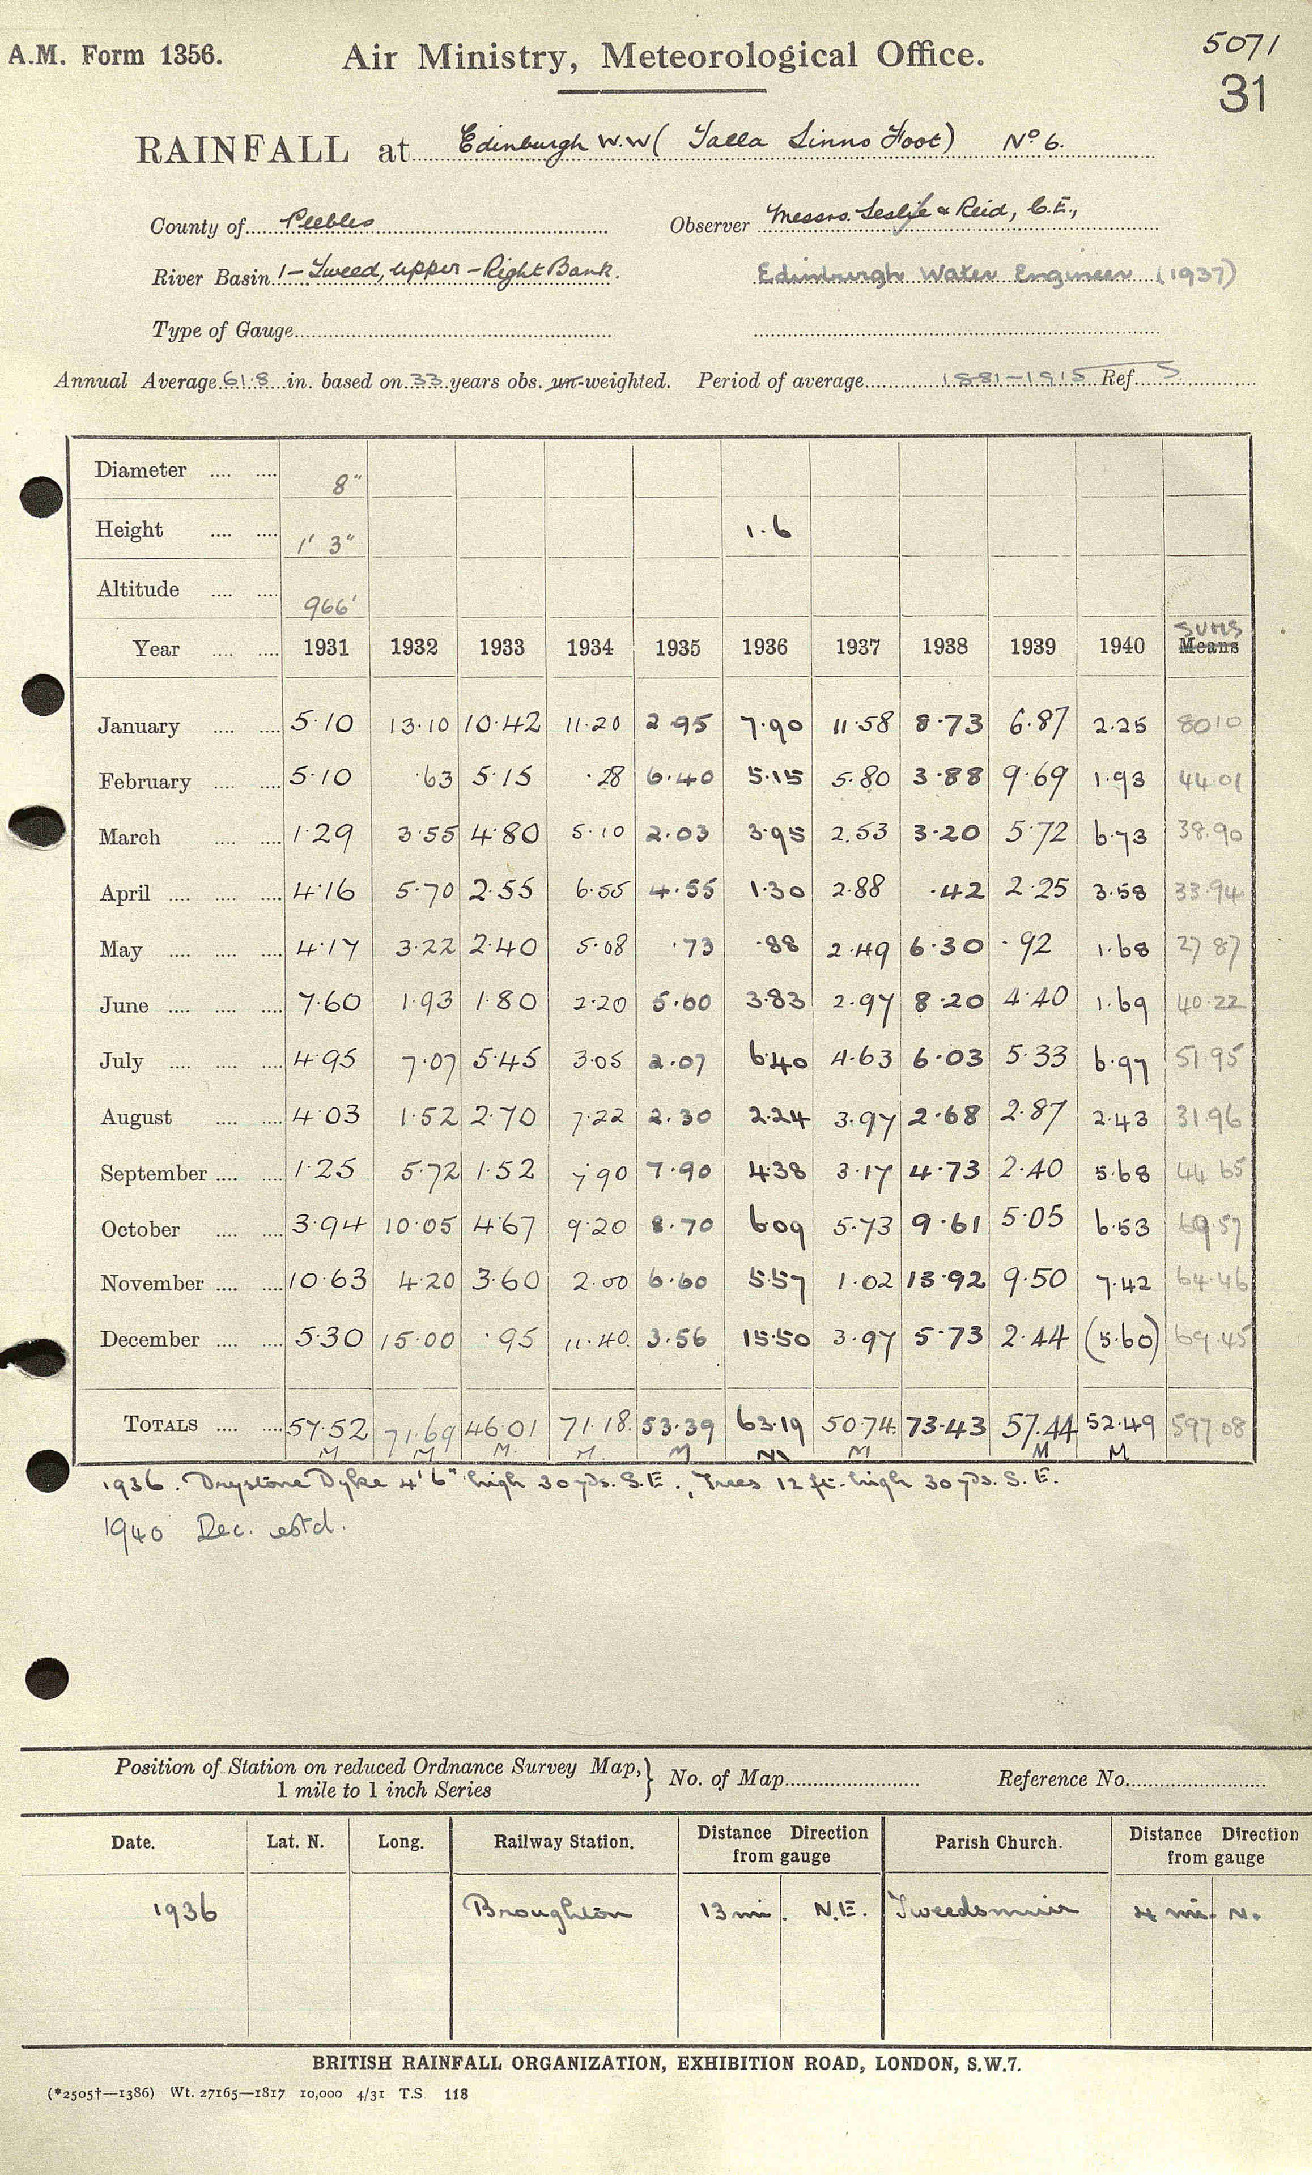 A.M. Form 1356. Air Ministry, Meteorological Office. 5071
31
RAINFALL at Edinburgh W.W ( Talla Linns Foot) No 6.
County of Peebles Observer Messrs. Leslie & Reid, C.E.,
River Basin 1 - Tweed, upper - Right Bank. Edinburgh Water Engineer (1937)
Type of Gauge
Annual Average 61.8 in. based on 33 years obs. un-weighted. Period of average 1881-1915 Ref. S
Diameter 8"
Height 1' 3" 1.6
Altitude 966'
Sums
Year 1931 1932 1933 1934 1935 1936 1937 1938 1939 1940 Means
January 5.10 13.10 10.42 11.20 2.95 7.90 11.58 8.73 6.87 2.25 80 10
February 5.10 .63 5.15 .28 6.40 5.15 5.80 3.88 9.69 1.93 44 01
March 1.29 3.55 4.80 5.10 2.03 3.95 2.53 3.20 5.72 6.73 38.90
April 4.16 5.70 2.55 6.55 4.55 1.30 2.88 .42 2.25 3.58 33.94
May 4.17 3.22 2.40 5.08 .73 .88 2.49 6.30 .92 1.68 27 87
June 7.60 1.93 1.80 2.20 5.60 3.83 2.97 8.20 4.40 1.69 40.22
July 4.95 7.07 5.45 3.05 2.07 6.40 4.63 6.03 5.33 6.97 51 95
August 4.03 1.52 2.70 7.22 2.30 2.24 3.97 2.68 2.87 2.43 31 96
September 1.25 5.72 1.52 7 90 7.90 4.38 3.17 4.73 2.40 5.68 44 65
October 3.94 10.05 4.67 9.20 8.70 6.09 5.73 9.61 5.05 6.53 69 57
November 10.63 4.20 3.60 2.00 6.60 5.57 1.02 13.92 9.50 7.42 64.46
December 5.30 15.00 .95 11.40 3.56 15.50 3.97 5.73 2.44 (5.60) 69.45
TOTALS 57.52 71.69 46.01 71.18 53.39 63.19 50.74 73.43 57.44 52.49 597 08
M M M. M. M M M M M
1936. Drystone Dyke 4'6" high 30 yds. S.E., Trees 12 ft. high 30 yds. S.E.
1940 Dec. estd.
Position of Station on reduced Ordnance Survey Map, } No. of Map Reference No.
1 mile to 1 inch Series
Date. Lat. N. Long. Railway Station. Distance Direction from gauge Parish Church. Distance Direction from gauge
1936 Broughton 13 mi. N.E. Tweedsmuir 4 mi. N.
BRITISH RAINFALL ORGANIZATION, EXHIBITION ROAD, LONDON, S.W.7.
(*2505†—1386) Wt. 27165—1817 10,000 4/31 T.S. 118